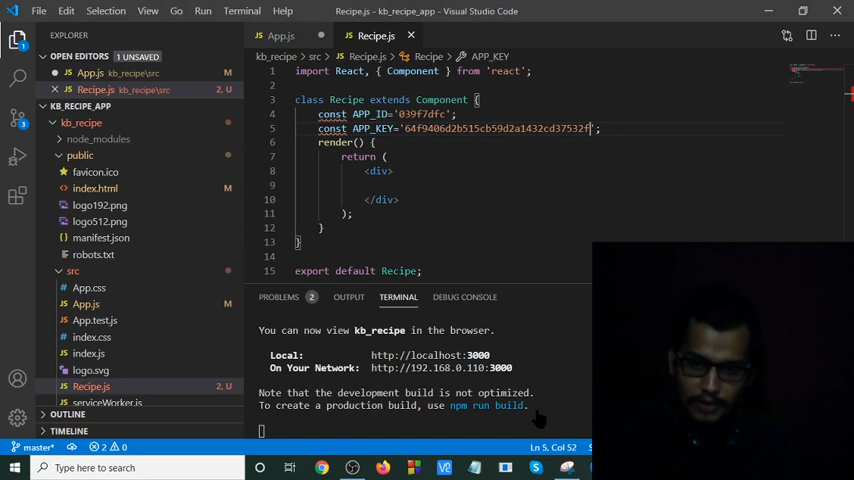 File Edit Selection View Go Run Terminal Help Recipe.js - kb_recipe_app - Visual Studio Code
EXPLORER
OPEN EDITORS 1 UNSAVED
App.js kb_recipe\src M
Recipe.js kb_recipe\src 2, U
KB_RECIPE_APP
kb_recipe
node_modules
public
favicon.ico
index.html
logo192.png
logo512.png
manifest.json
robots.txt
src
App.css
App.js M
App.test.js
index.css
index.js
logo.svg
Recipe.js 2, U
serviceWorker.js
OUTLINE
TIMELINE
App.js
Recipe.js
kb_recipe > src > Recipe.js > Recipe > APP_KEY
1 import React, { Component } from 'react';
2
3 class Recipe extends Component {
4 const APP_ID='039f7dfc';
5 const APP_KEY='64f9406d2b515cb59d2a1432cd37532f';
6 render() {
7 return (
8 <div>
9
10 </div>
11 );
12 }
13 }
14
15 export default Recipe;
PROBLEMS 2 OUTPUT TERMINAL DEBUG CONSOLE
You can now view kb_recipe in the browser.
Local: http://localhost:3000
On Your Network: http://192.168.0.110:3000
Note that the development build is not optimized.
To create a production build, use npm run build.
master* 2 0 Ln 5, Col 52
Type here to search